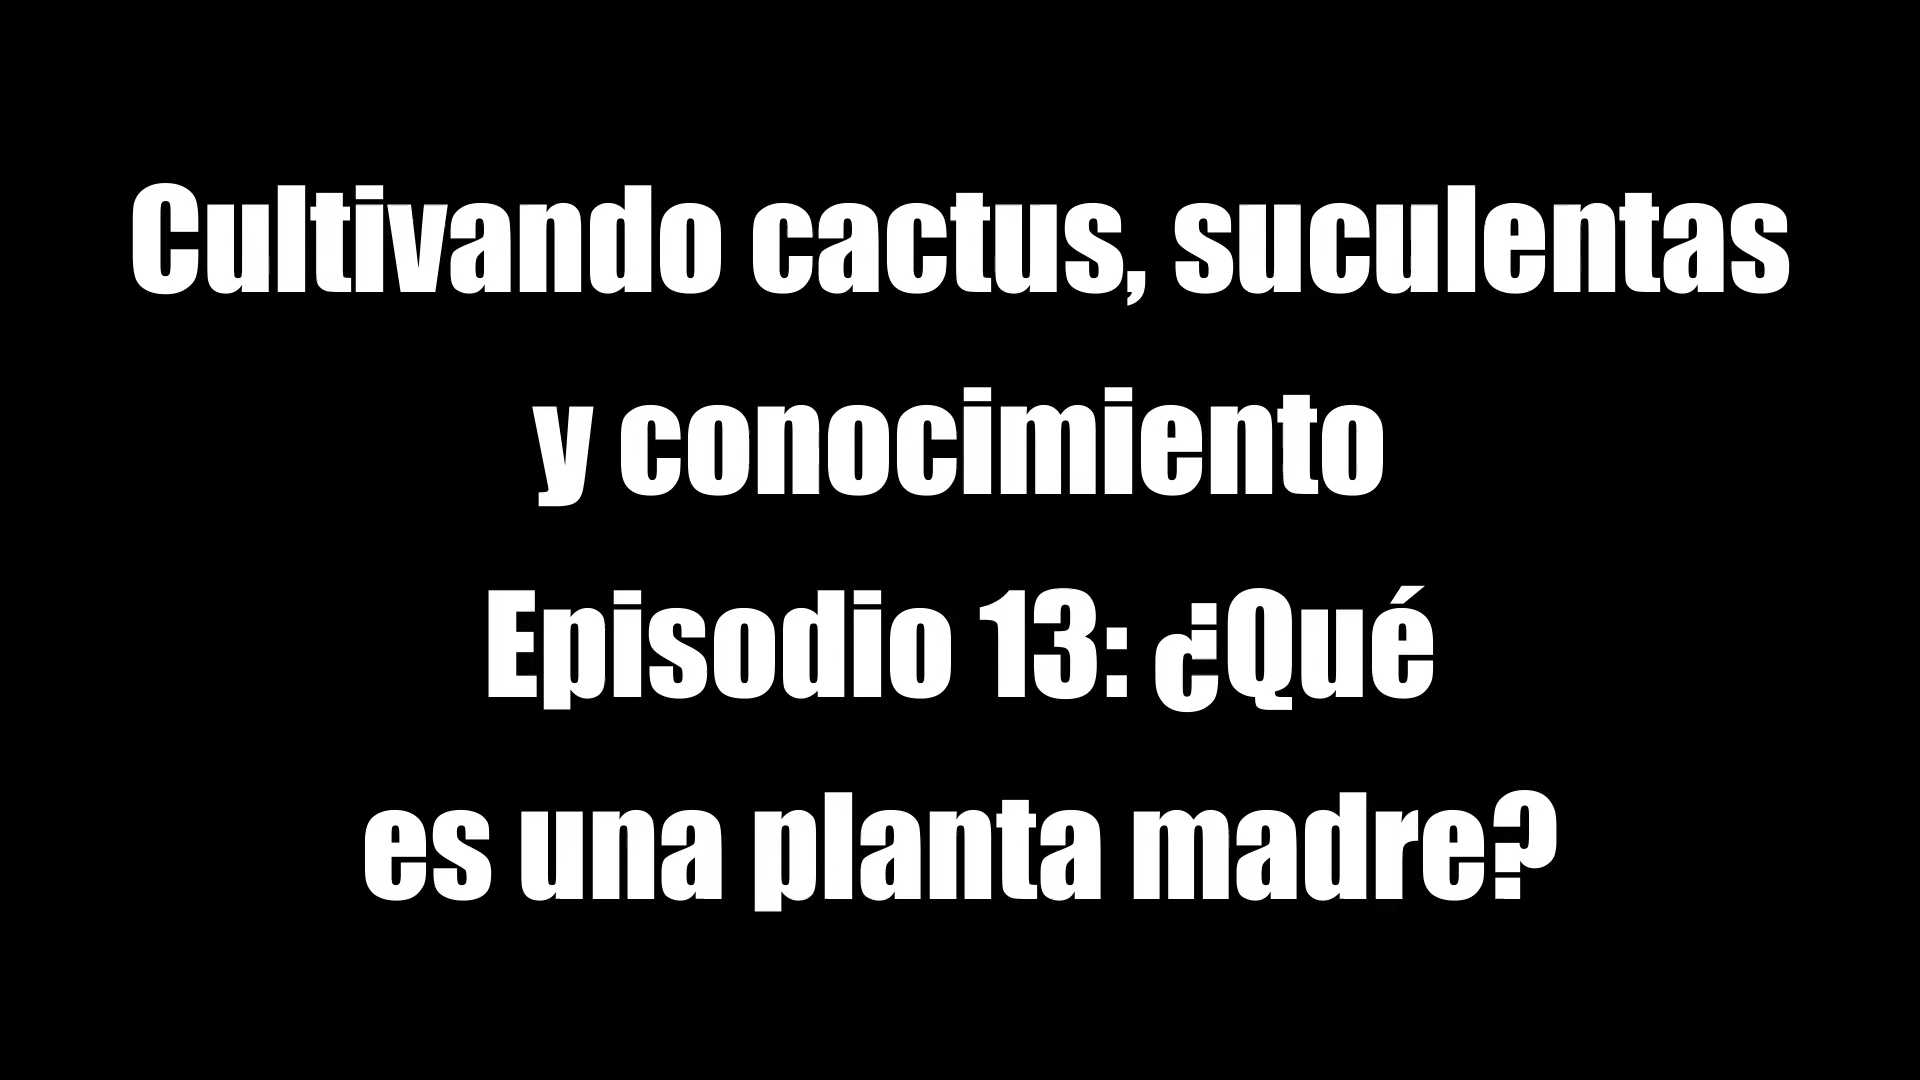 Cultivando cactus, suculentas
y conocimiento
Episodio 13: ¿Qué
es una planta madre?